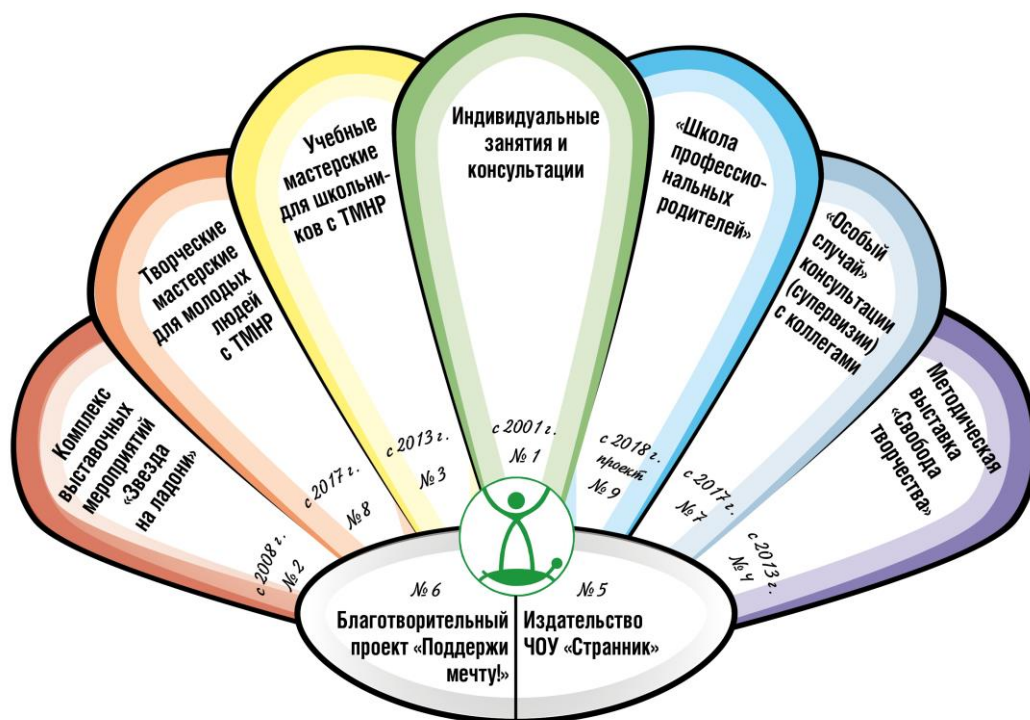 Комплекс
выставочных
мероприятий
«Звезда
на ладони»
с 2008 г.
№ 2
Творческие
мастерские
для молодых
людей
с ТМНР
с 2017 г.
№ 8
Учебные
мастерские
для школьни-
ков с ТМНР
с 2013 г.
№ 3
Индивидуальные
занятия и
консультации
с 2001 г.
№ 1
«Школа
профессио-
нальных
родителей»
с 2018 г.
проект
№ 9
«Особый
случай»
консультации
(супервизии)
с коллегами
с 2017 г.
№ 7
Методическая
выставка
«Свобода
творчества»
с 2013 г.
№ 4
№ 6
Благотворительный
проект «Поддержи
мечту!»
№ 5
Издательство
ЧОУ «Странник»